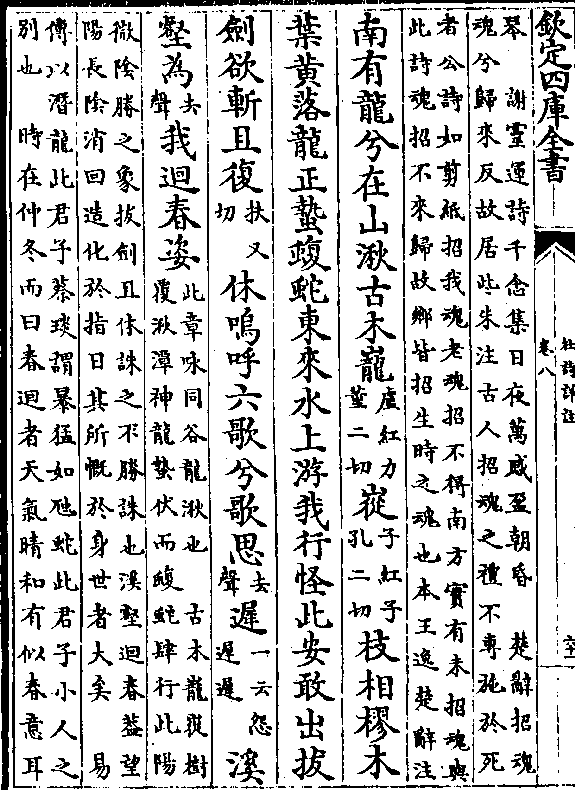 欽定四庫全書
杜詩詳註
卷八
琴　謝靈運詩千念集日夜萬感盈朝昏　楚辭招魂
魂兮歸來反故居些朱注古人招魂之禮不專施於死
者公詩如剪紙招我魂老魂招不得南方實有未招魂與
此詩魂招不來歸故鄉皆招生時之魂也本王逸楚辭注
南有龍兮在山湫古木巃盧紅力董二切嵸子紅子孔二切枝相樛木
葉黃落龍正蟄蝮蛇東來水上游我行怪此安敢出拔
劍欲斬且復扶又切休嗚呼六歌兮歌思去聲遲一云怨遲遲溪
壑為去聲我迴春姿此章咏同谷龍湫也　古木巃嵸樹
覆湫潭神龍蟄伏而蝮蛇肆行此陽
微陰勝之象拔劍且休誅之不勝誅也溪壑迴春益望
陽長陰消回造化於指日其所慨於身世者大矣　易
傳以潛龍比君子蔡琰謂暴猛如虺蛇此君子小人之
別也　時在仲冬而曰春迴者天氣晴和有似春意耳